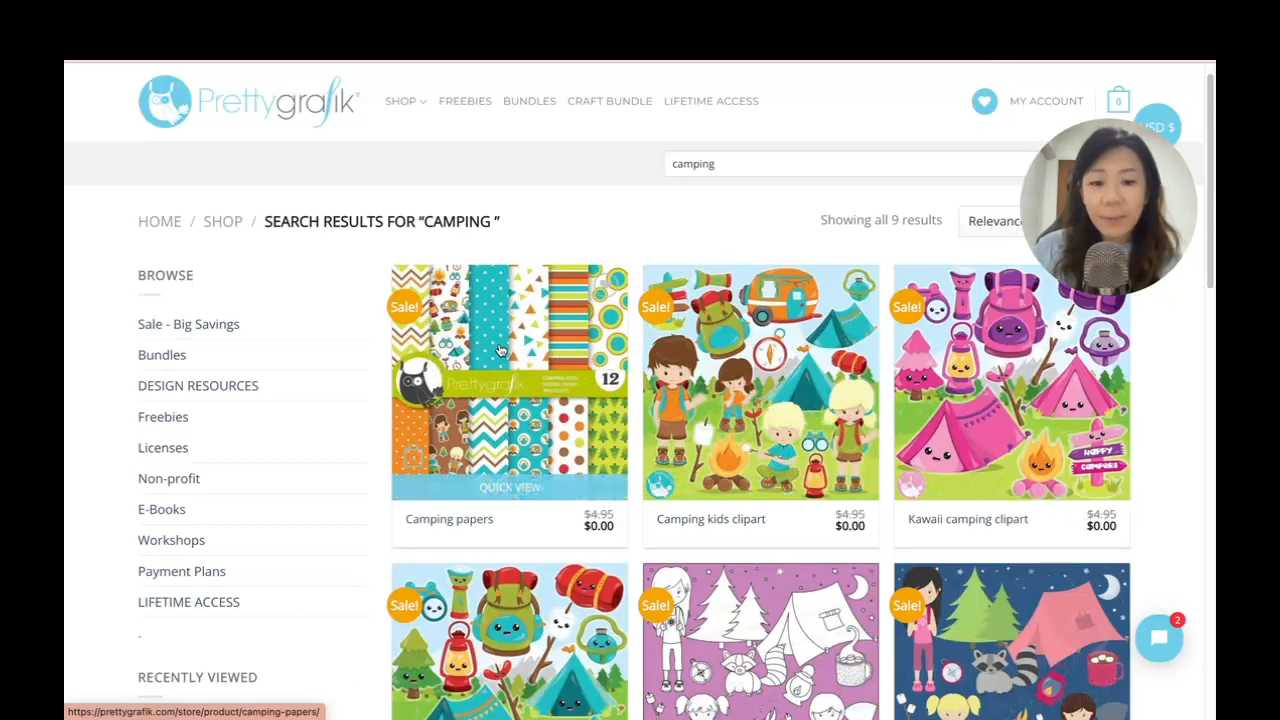 Prettygrafik
SHOP
FREEBIES
BUNDLES
CRAFT BUNDLE
LIFETIME ACCESS
MY ACCOUNT
0
USD $
camping
HOME / SHOP / SEARCH RESULTS FOR “CAMPING ”
Showing all 9 results
Relevanc
BROWSE
Sale - Big Savings
Bundles
DESIGN RESOURCES
Freebies
Licenses
Non-profit
E-Books
Workshops
Payment Plans
LIFETIME ACCESS
.
RECENTLY VIEWED
Sale!
Prettygrafik
12
QUICK VIEW
Camping papers
$4.95
$0.00
Sale!
Camping kids clipart
$4.95
$0.00
Sale!
HAPPY
CAMPERS
Kawaii camping clipart
$4.95
$0.00
Sale!
Sale!
Sale!
2
https://prettygrafik.com/store/product/camping-papers/